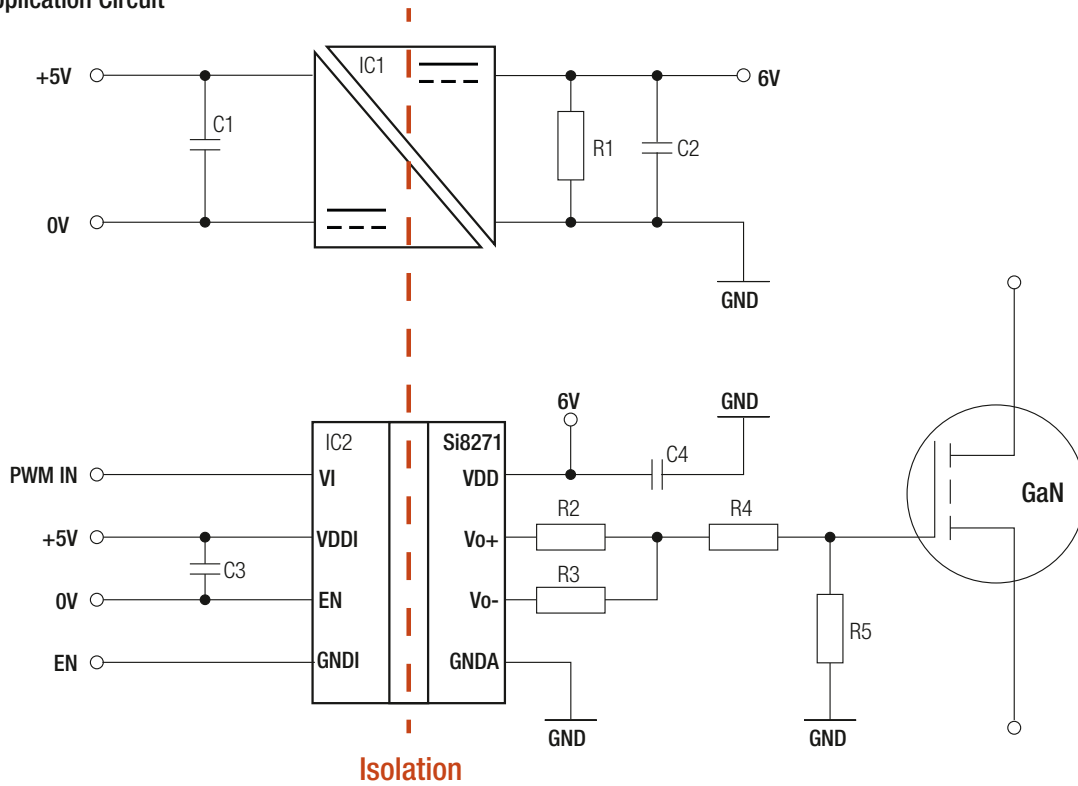 plication Circuit
+5V
IC1
6V
C1
R1
C2
0V
GND
6V
GND
IC2
Si8271
C4
PWM IN
VI
VDD
R2
R4
GaN
+5V
VDDI
Vo+
C3
R3
0V
EN
Vo-
R5
EN
GNDI
GNDA
GND
GND
Isolation